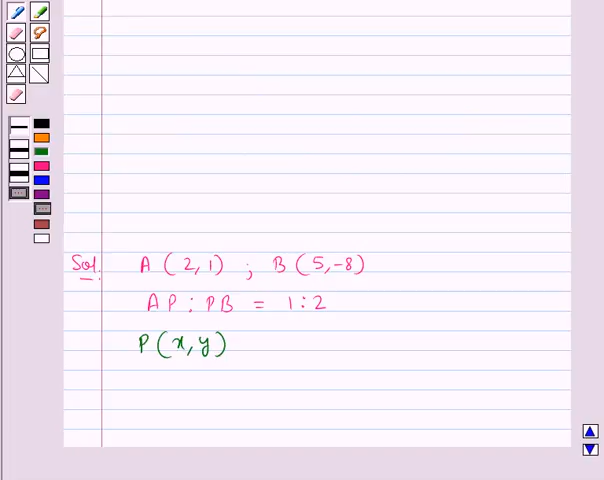 Sol. A ( 2, 1) ; B ( 5, -8)
AP : PB = 1 : 2
P(x, y)